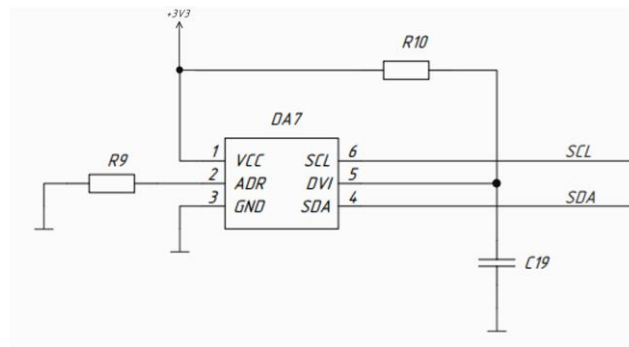 +3V3
R10
DA7
1 VCC SCL 6 SCL
R9 2 ADR DVI 5
3 GND SDA 4 SDA
C19